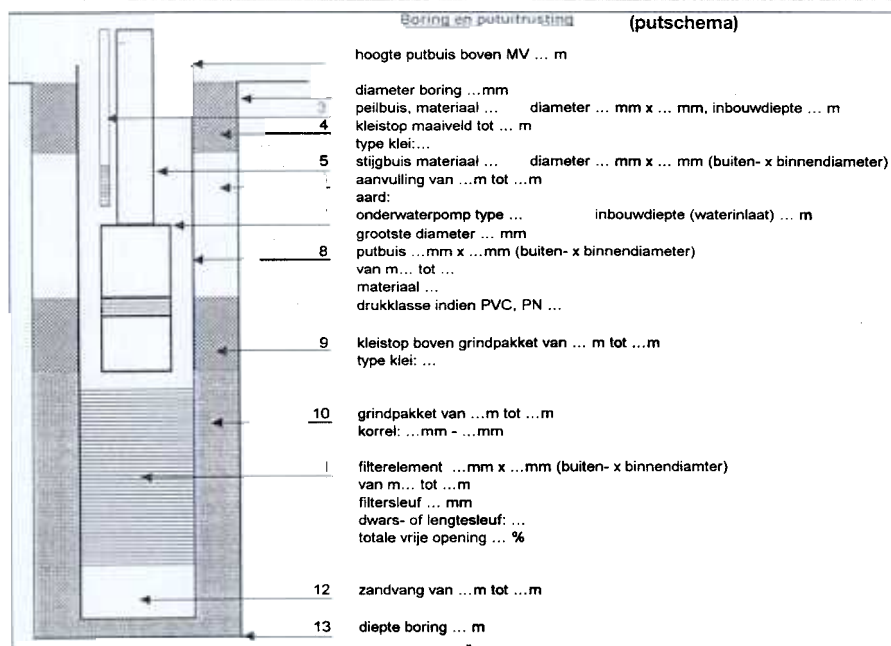 Boring en putuitrusting (putschema)
hoogte putbuis boven MV ... m
diameter boring ...mm
3 peilbuis, materiaal ... diameter ... mm x ... mm, inbouwdiepte ... m
4 kleistop maaiveld tot ... m
type klei:...
5 stijgbuis materiaal ... diameter ... mm x ... mm (buiten- x binnendiameter)
aanvulling van ...m tot ...m
aard:
onderwaterpomp type ... inbouwdiepte (waterinlaat) ... m
grootste diameter ... mm
8 putbuis ...mm x ...mm (buiten- x binnendiameter)
van m... tot ...
materiaal ...
drukklasse indien PVC, PN ...
9 kleistop boven grindpakket van ... m tot ...m
type klei: ...
10 grindpakket van ...m tot ...m
korrel: ...mm - ...mm
filterelement ...mm x ...mm (buiten- x binnendiamter)
van m... tot ...m
filtersleuf ... mm
dwars- of lengtesleuf: ...
totale vrije opening ... %
12 zandvang van ...m tot ...m
13 diepte boring ... m